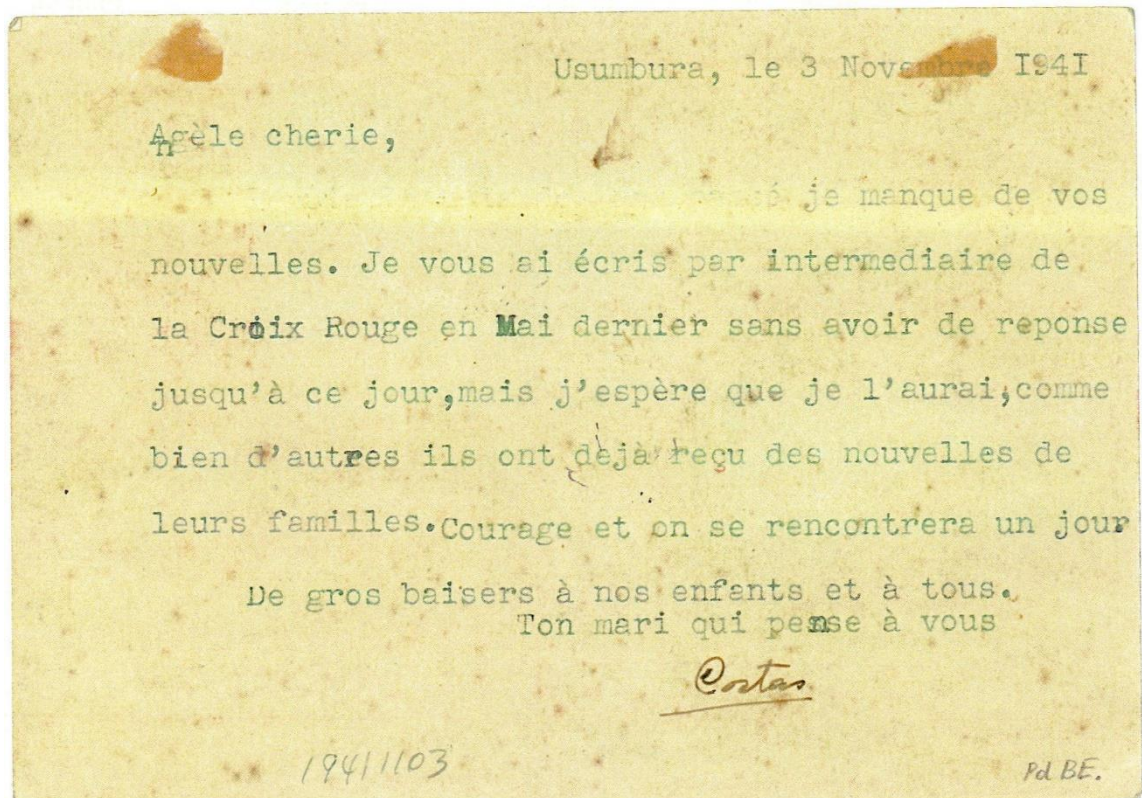 Usumbura, le 3 Novembre I94I
Angèle cherie,
je manque de vos
nouvelles. Je vous ai écris par intermediaire de
la Croix Rouge en Mai dernier sans avoir de reponse
jusqu'à ce jour,mais j'espère que je l'aurai,comme
bien d'autres ils ont dejà reçu des nouvelles de
leurs familles.Courage et on se rencontrera un jour
De gros baisers à nos enfants et à tous.
Ton mari qui pense à vous
Costas
19411103
Pd BE.